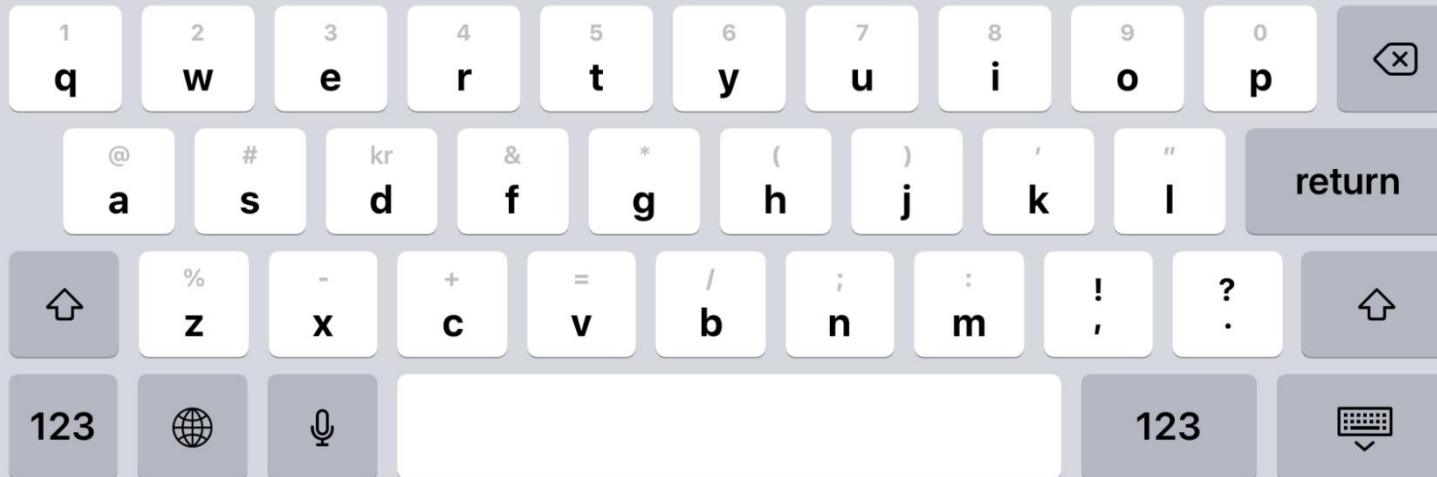 1 2 3 4 5 6 7 8 9 0
q w e r t y u i o p
@ # kr & * ( ) ' "
a s d f g h j k l return
% - + = / ; : ! ?
z x c v b n m , .
123 123